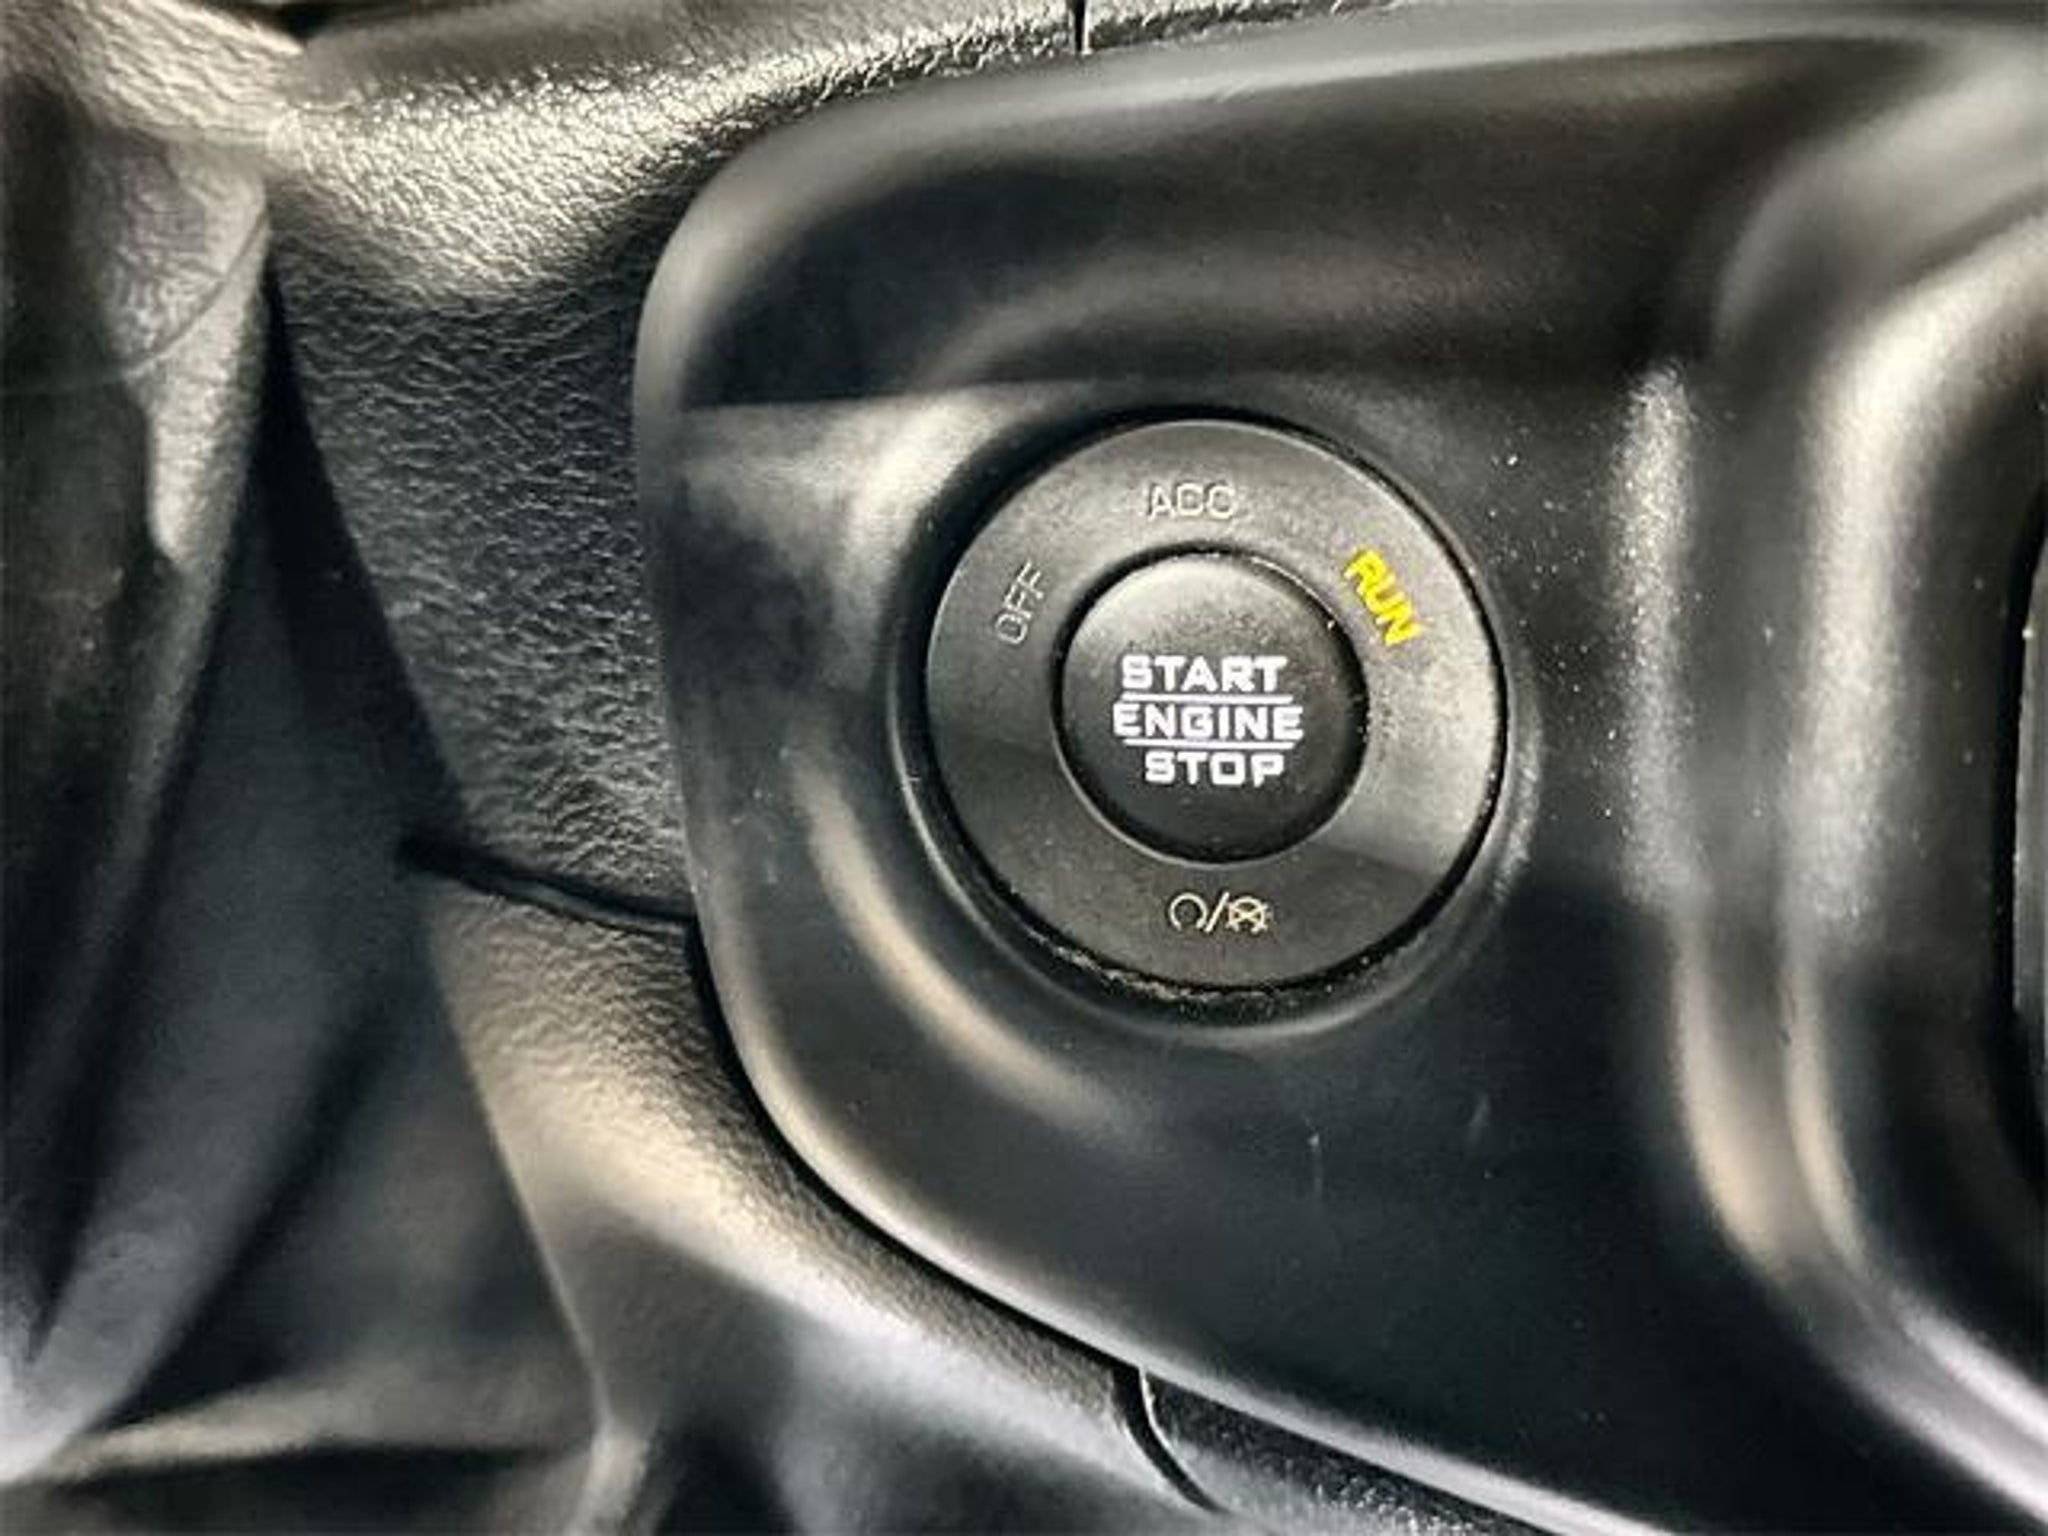 ACC
OFF
RUN
START
ENGINE
STOP